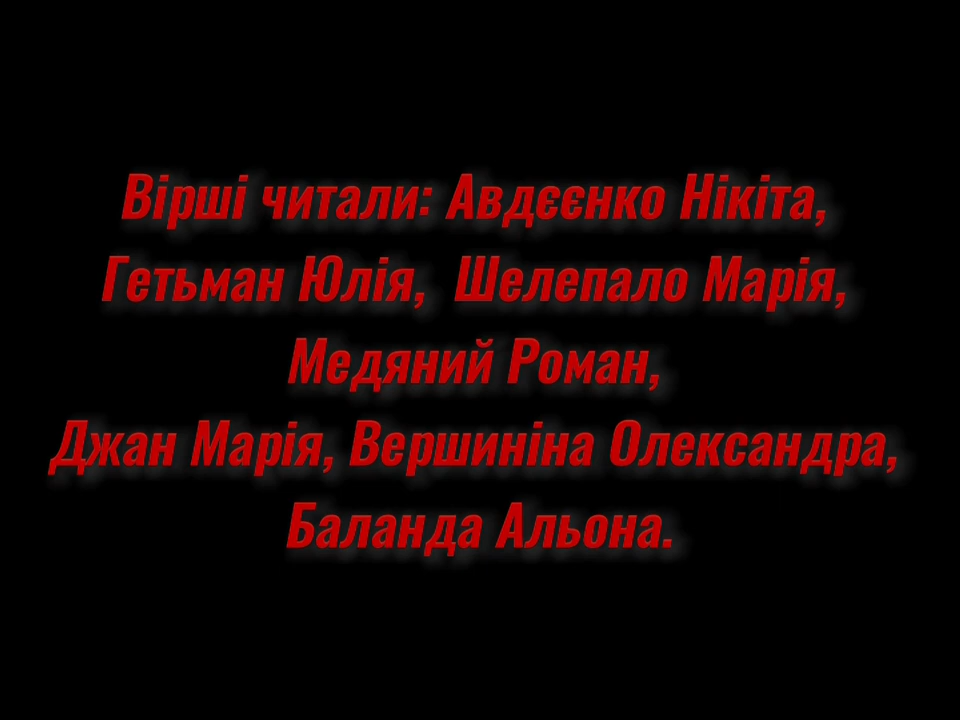 Вірші читали: Авдєєнко Нікіта,
Гетьман Юлія, Шелепало Марія,
Медяний Роман,
Джан Марія, Вершиніна Олександра,
Баланда Альона.